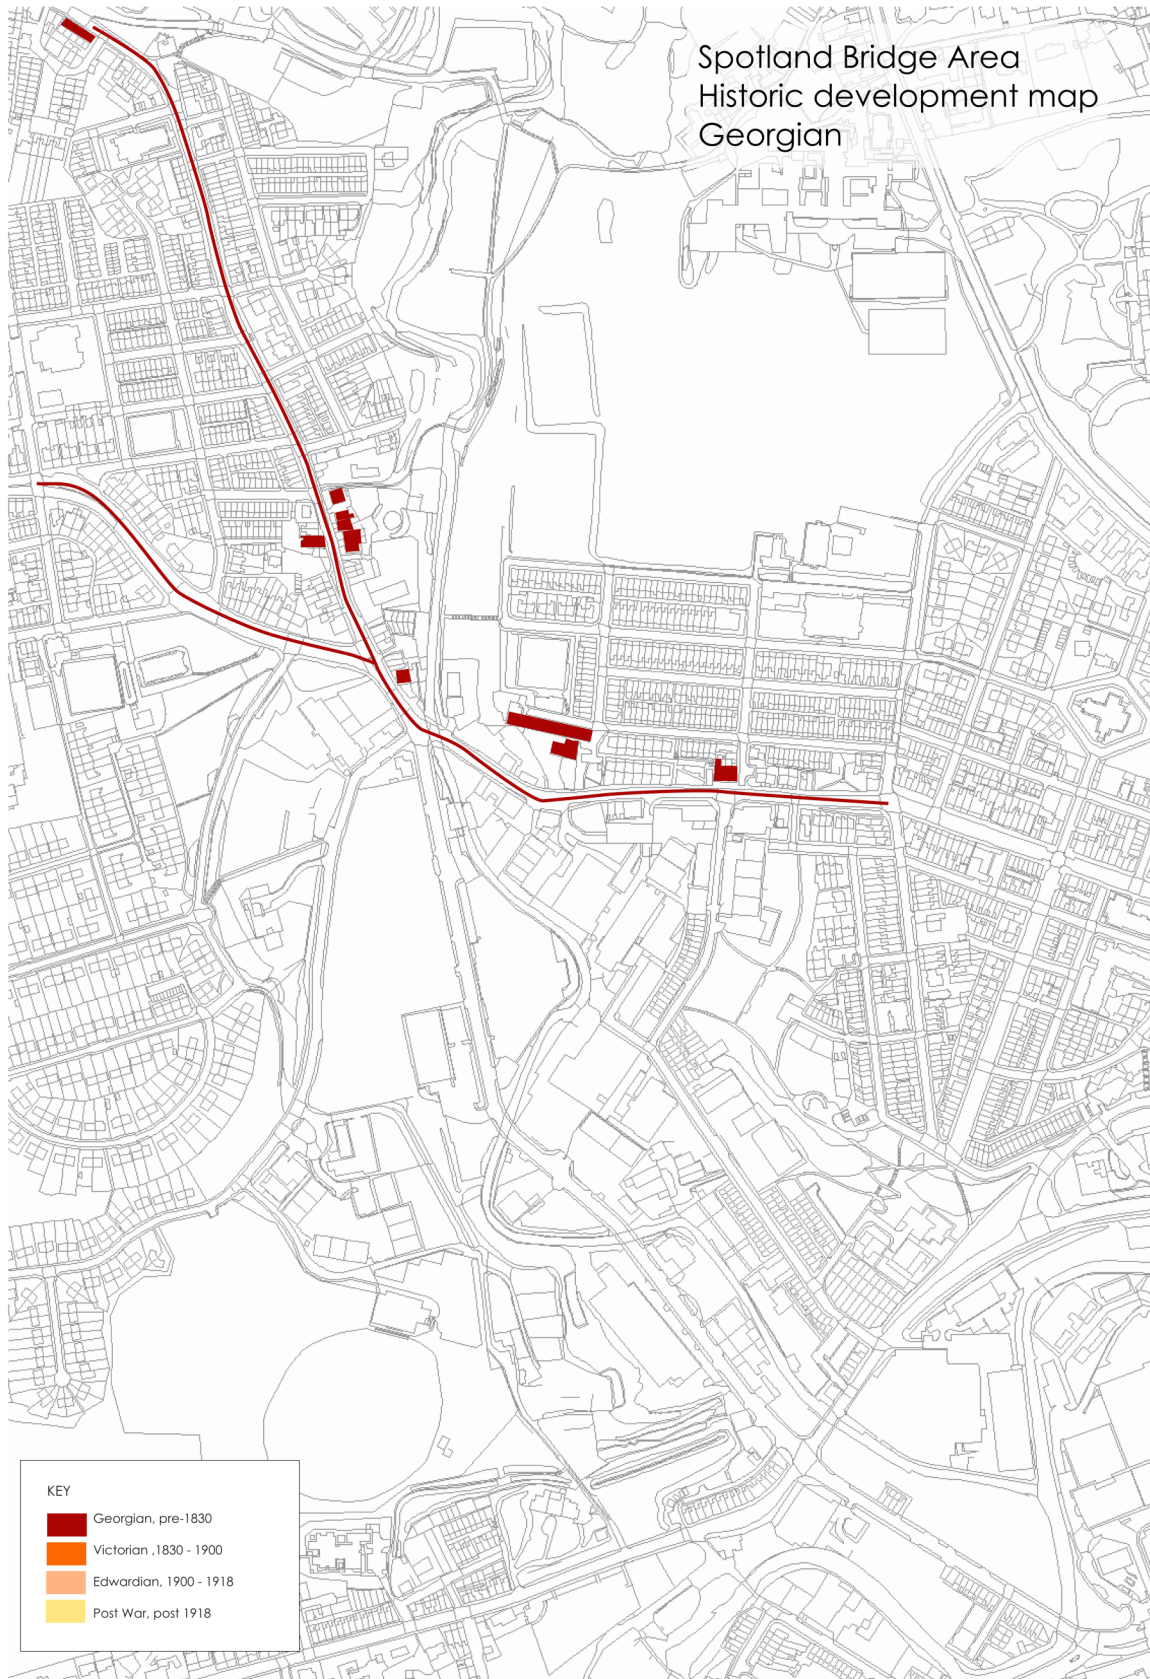 Spotland Bridge Area
Historic development map
Georgian
KEY
Georgian, pre-1830
Victorian ,1830 - 1900
Edwardian, 1900 - 1918
Post War, post 1918